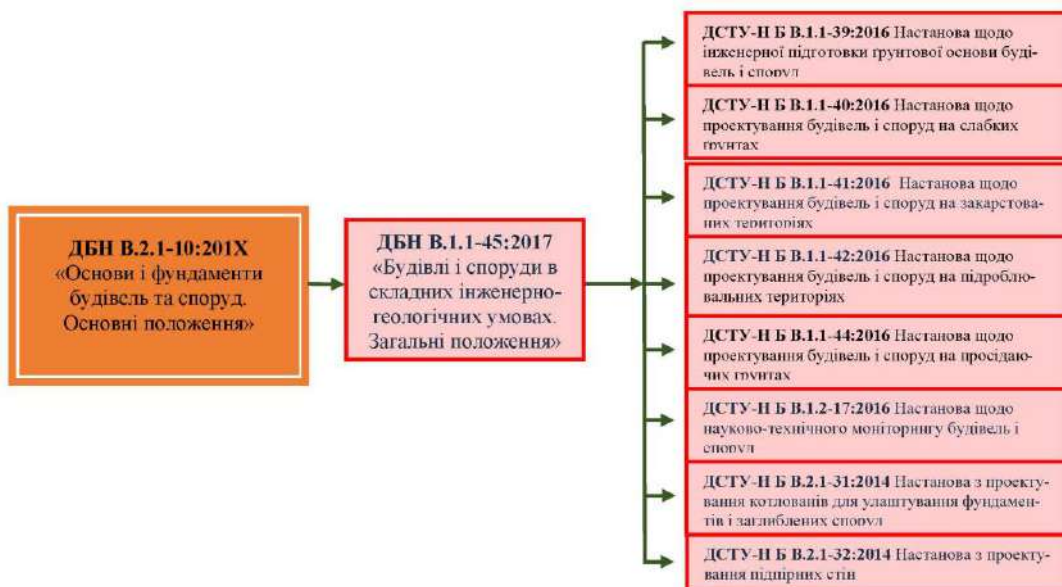 ДБН В.2.1-10:201X
«Основи і фундаменти
будівель та споруд.
Основні положення»
ДБН В.1.1-45:2017
«Будівлі і споруди в
складних інженерно-
геологічних умовах.
Загальні положення»
ДСТУ-Н Б В.1.1-39:2016 Настанова щодо
інженерної підготовки ґрунтової основи буді-
вель і споруд
ДСТУ-Н Б В.1.1-40:2016 Настанова щодо
проектування будівель і споруд на слабких
ґрунтах
ДСТУ-Н Б В.1.1-41:2016 Настанова щодо
проектування будівель і споруд на закарстова-
них територіях
ДСТУ-Н Б В.1.1-42:2016 Настанова щодо
проектування будівель і споруд на підроблю-
вальних територіях
ДСТУ-Н Б В.1.1-44:2016 Настанова щодо
проектування будівель і споруд на просідаю-
чих ґрунтах
ДСТУ-Н Б В.1.2-17:2016 Настанова щодо
науково-технічного моніторингу будівель і
споруд
ДСТУ-Н Б В.2.1-31:2014 Настанова з проекту-
вання котлованів для улаштування фундамен-
тів і заглиблених споруд
ДСТУ-Н Б В.2.1-32:2014 Настанова з проекту-
вання підпірних стін